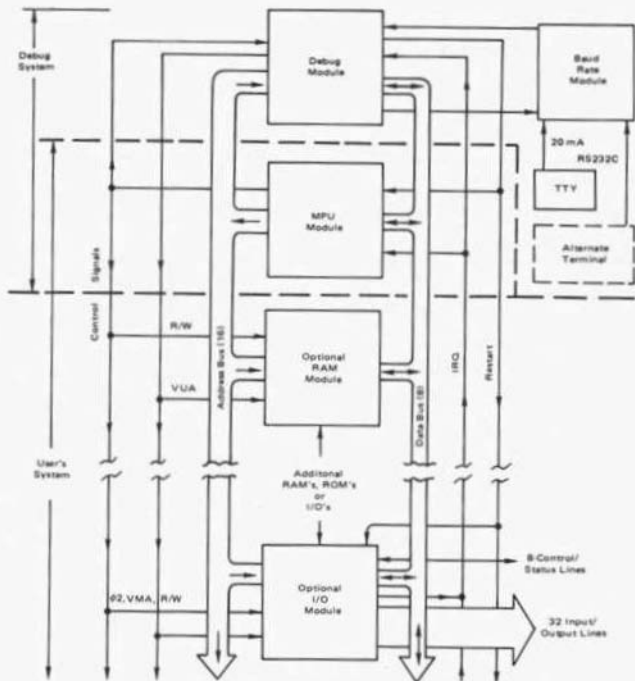 Debug
System
Debug
Module
Baud
Rate
Module
20 mA
RS232C
TTY
MPU
Module
Alternate
Terminal
Control
Signals
R/W
Address Bus (16)
Optional
RAM
Module
Data Bus (8)
IRQ
Restart
VUA
User's
System
Additonal
RAM's, ROM's
or
I/O's
8-Control/
Status Lines
Optional
I/O
Module
Ø2, VMA, R/W
32 Input/
Output Lines